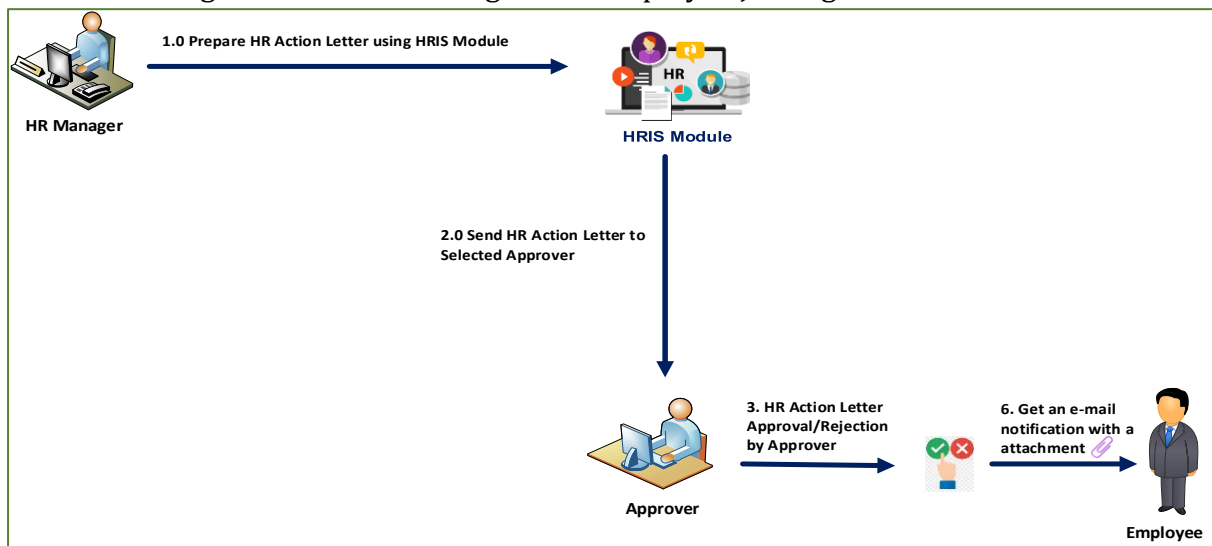 1.0 Prepare HR Action Letter using HRIS Module
HR
HR Manager
HRIS Module
2.0 Send HR Action Letter to
Selected Approver
3. HR Action Letter
Approval/Rejection
by Approver
6. Get an e-mail
notification with a
attachment
Approver
Employee